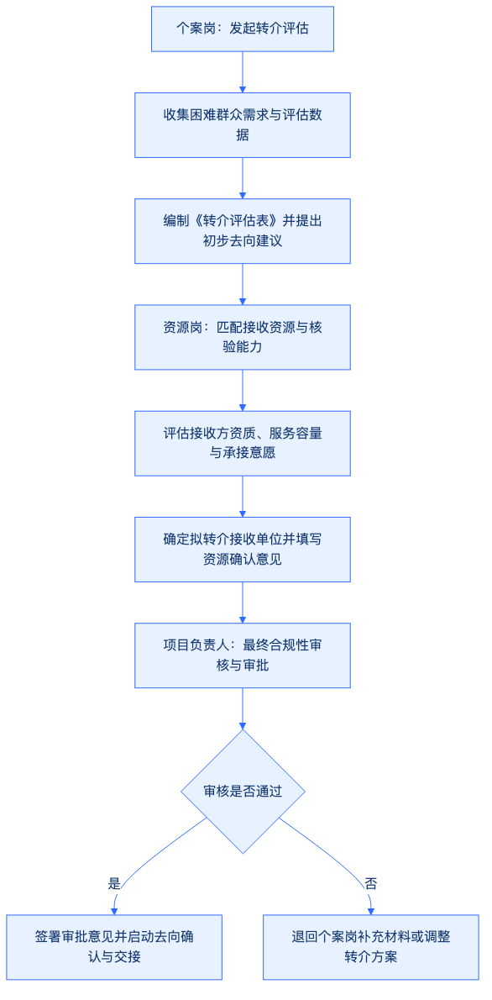 个案岗：发起转介评估
收集困难群众需求与评估数
据
编制《转介评估表》并提出
初步去向建议
资源岗：匹配接收资源与核
验能力
评估接收方资质、服务容量
与承接意愿
确定拟转介接收单位并填写
资源确认意见
项目负责人：最终合规性审
核与审批
审核是否通过
是
否
签署审批意见并启动去向确
认与交接
退回个案岗补充材料或调整
转介方案